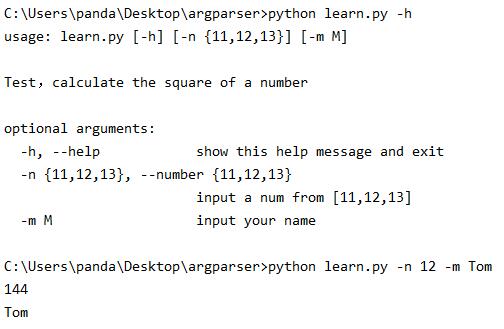 C:\Users\panda\Desktop\argparser>python learn.py -h
usage: learn.py [-h] [-n {11,12,13}] [-m M]
Test，calculate the square of a number
optional arguments:
  -h, --help            show this help message and exit
  -n {11,12,13}, --number {11,12,13}
                        input a num from [11,12,13]
  -m M                  input your name
C:\Users\panda\Desktop\argparser>python learn.py -n 12 -m Tom
144
Tom